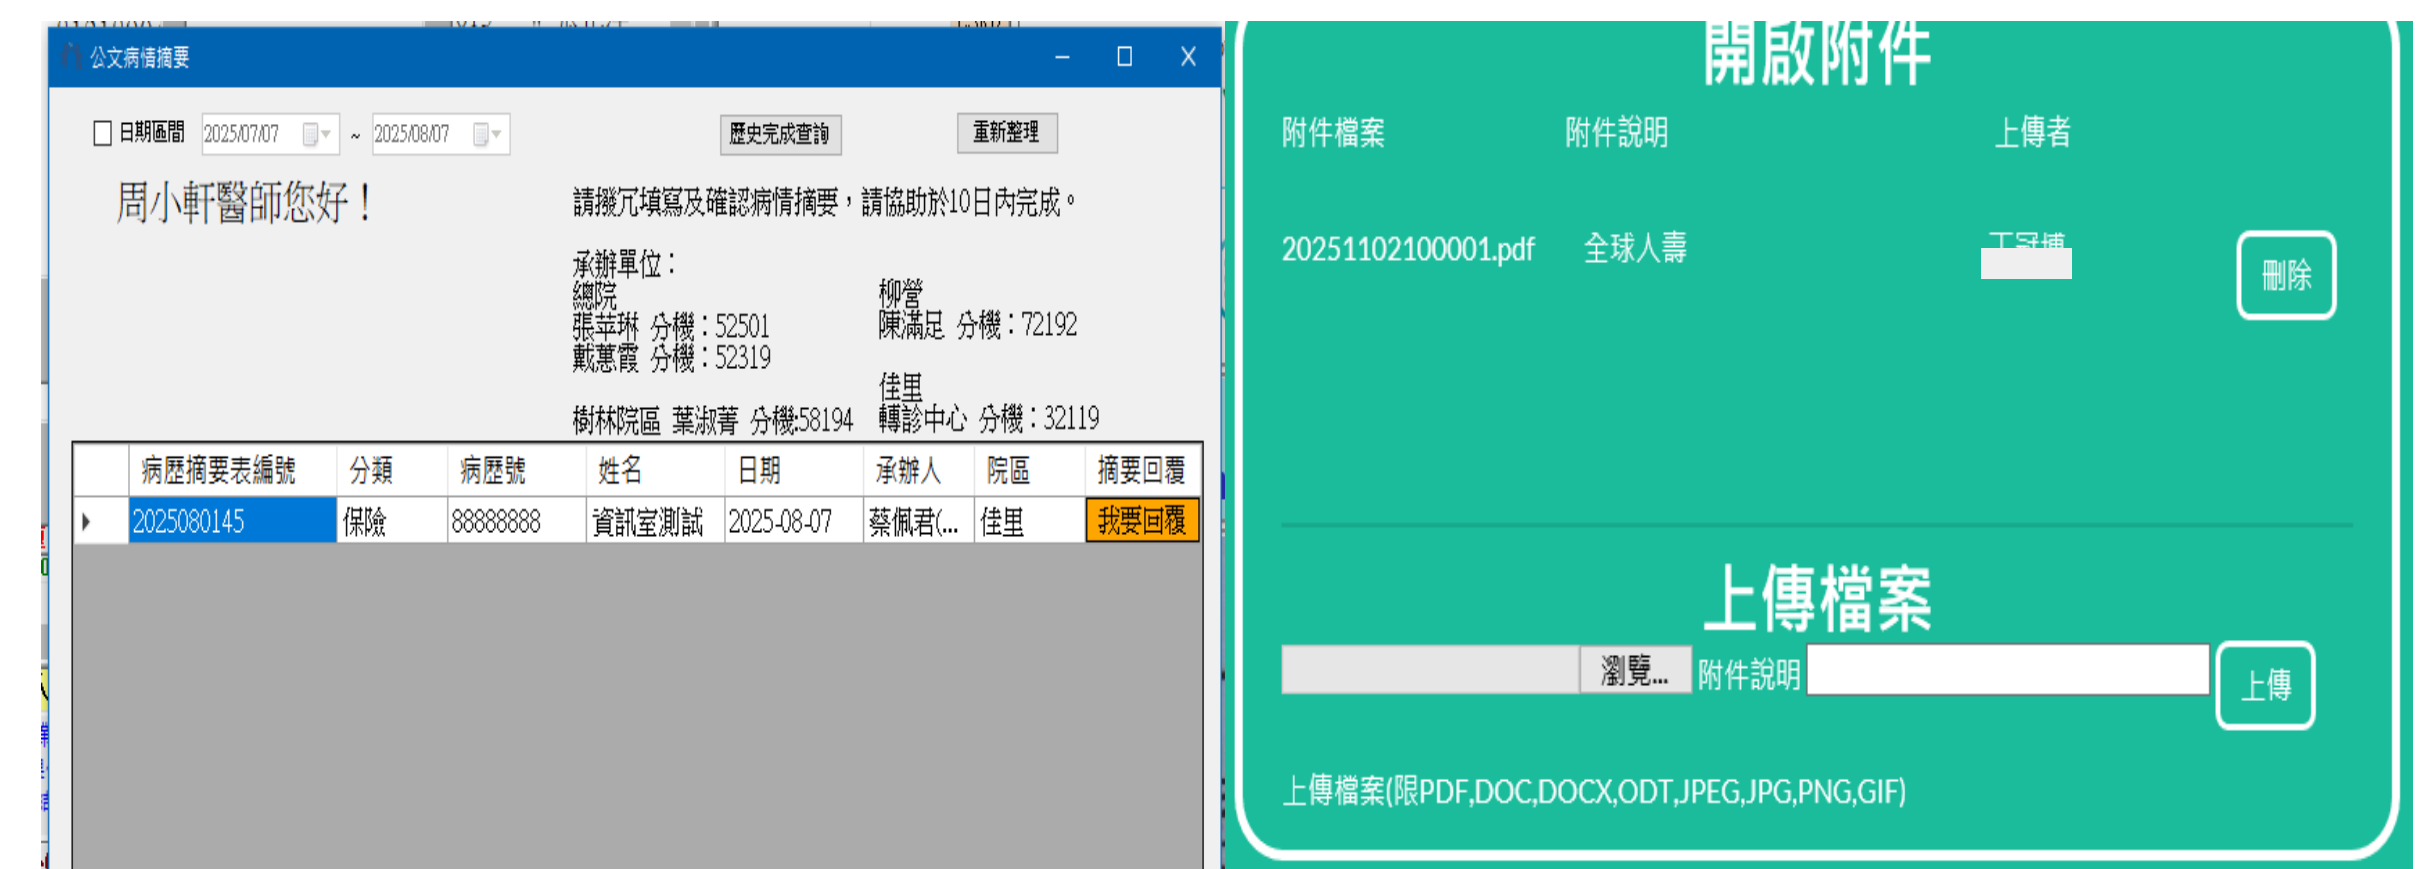 公文病情摘要
日期區間 2025/07/07 ~ 2025/08/07 歷史完成查詢 重新整理
周小軒醫師您好！
請撥冗填寫及確認病情摘要，請協助於10日內完成。
承辦單位：
總院
張苹琳 分機：52501
戴蕙霞 分機：52319
樹林院區 葉淑菁 分機:58194
柳營
陳滿足 分機：72192
佳里
轉診中心 分機：32119
病歷摘要表編號 分類 病歷號 姓名 日期 承辦人 院區 摘要回覆
2025080145 保險 88888888 資訊室測試 2025-08-07 蔡佩君(... 佳里 我要回覆
開啟附件
附件檔案 附件說明 上傳者
20251102100001.pdf 全球人壽
刪除
上傳檔案
瀏覽... 附件說明 上傳
上傳檔案(限PDF,DOC,DOCX,ODT,JPEG,JPG,PNG,GIF)